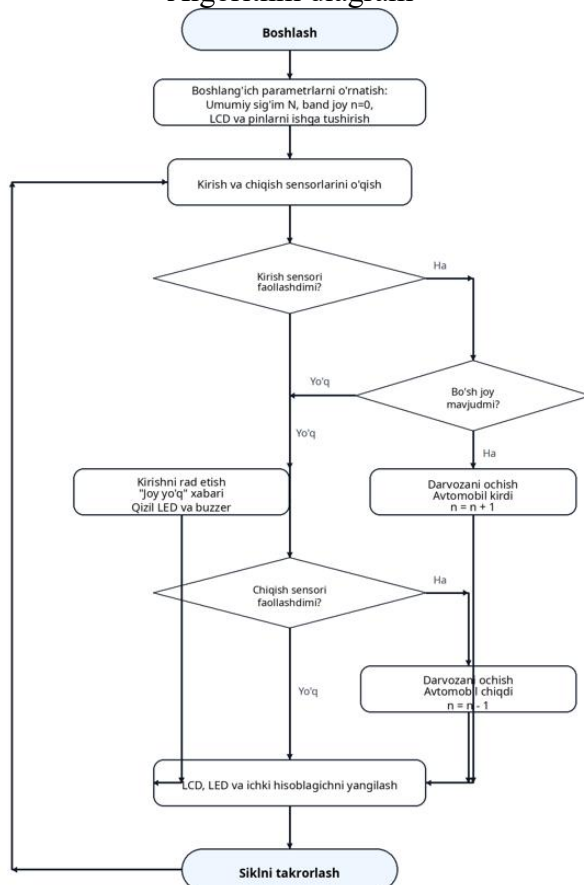 Algoritmi diagram
Boshlash
Boshlang'ich parametrlarni o'rnatish:
Umumiy sig'im N, band joy n=0,
LCD va pinlarni ishga tushirish
Kirish va chiqish sensorlarini o'qish
Kirish sensori
faollashdimi?
Ha
Bo'sh joy
mavjudmi?
Yo'q
Yo'q
Ha
Kirishni rad etish
"Joy yo'q" xabari
Qizil LED va buzzer
Darvozani ochish
Avtomobil kirdi
n = n + 1
Chiqish sensori
faollashdimi?
Ha
Yo'q
Darvozani ochish
Avtomobil chiqdi
n = n - 1
LCD, LED va ichki hisoblagichni yangilash
Siklni takrorlash